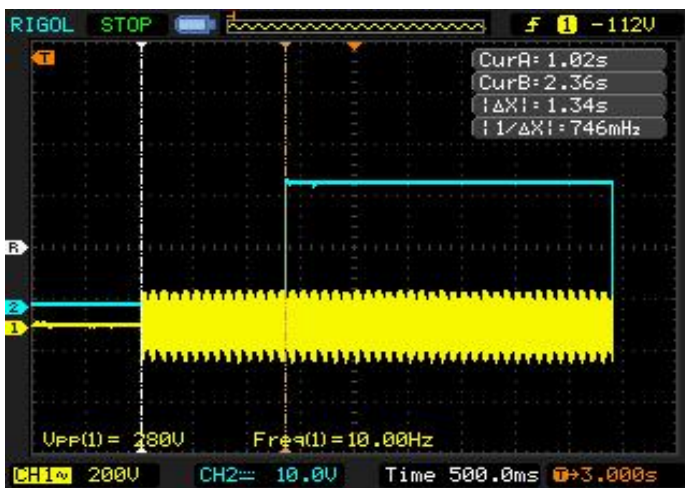 RIGOL STOP 1 -112V
T
CurA: 1.02s
CurB: 2.36s
|ΔX|: 1.34s
|1/ΔX|: 746mHz
R
2
1
Vpp(1)= 280V Freq(1)=10.00Hz
CH1~ 200V CH2 10.0V Time 500.0ms T→3.000s